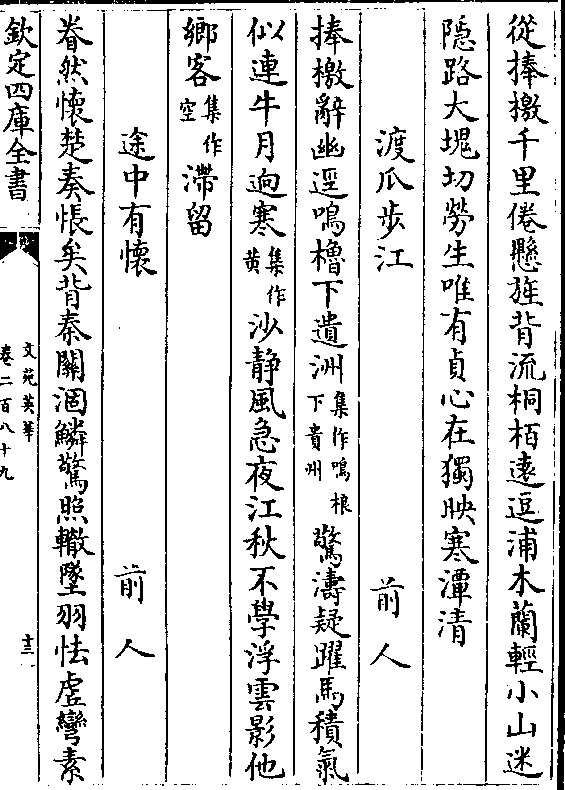 從捧檄千里倦懸旌背流桐栢逺逗浦木蘭輕小山迷
隱路大塊切勞生唯有貞心在獨映寒潭清
渡瓜步江 前人
捧檄辭幽逕鳴櫓下遺洲集作鳴根下貴州驚濤疑躍馬積氣
似連牛月逈寒集作黄沙靜風急夜江秋不學浮雲影他
鄉客集作空滯留
途中有懷 前人
眷然懷楚奏悵矣背秦關涸鱗驚照轍墜羽怯虛彎素
欽定四庫全書
文苑英華
卷二百八十九
十三